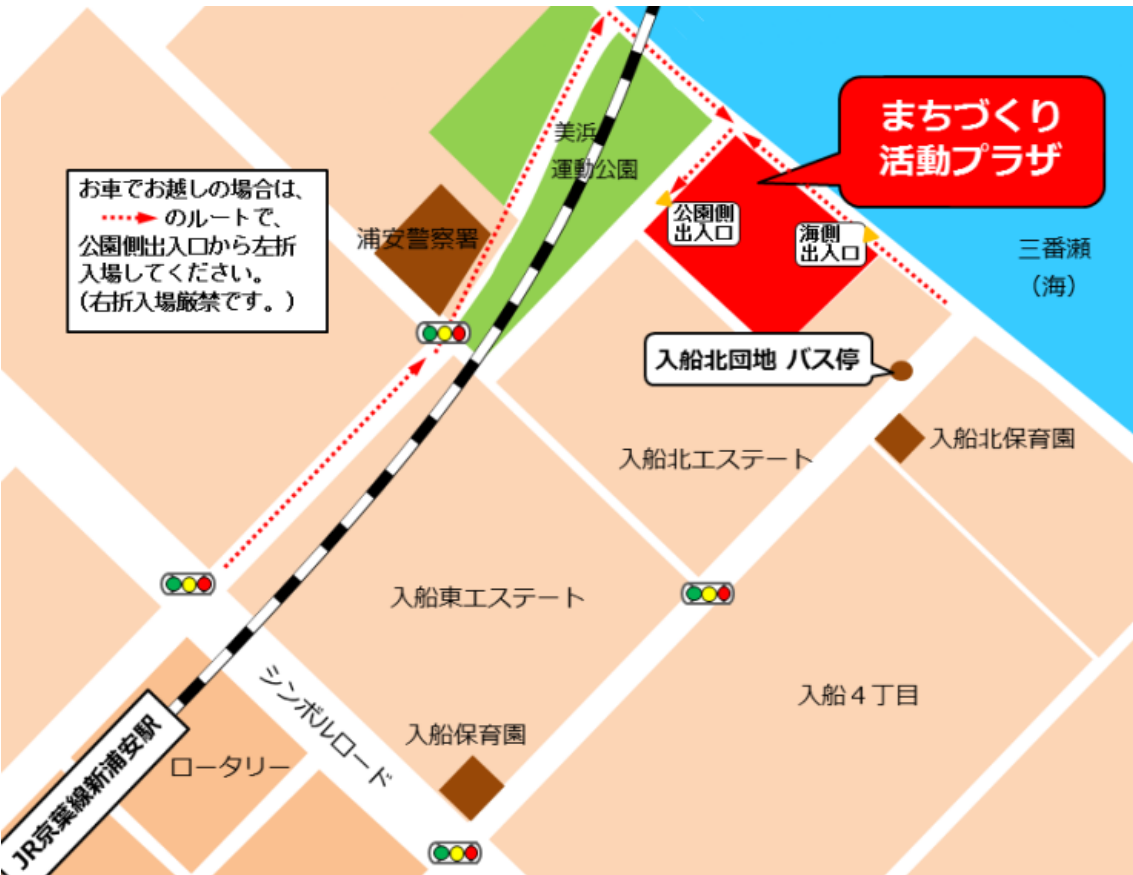 まちづくり
活動プラザ
お車でお越しの場合は、
のルートで、
公園側出入口から左折
入場してください。
(右折入場厳禁です。)
美浜
運動公園
浦安警察署
公園側
出入口
海側
出入口
三番瀬
(海)
入船北団地 バス停
入船北エステート
入船北保育園
入船東エステート
入船4丁目
シンボルロード
入船保育園
ロータリー
JR京葉線新浦安駅